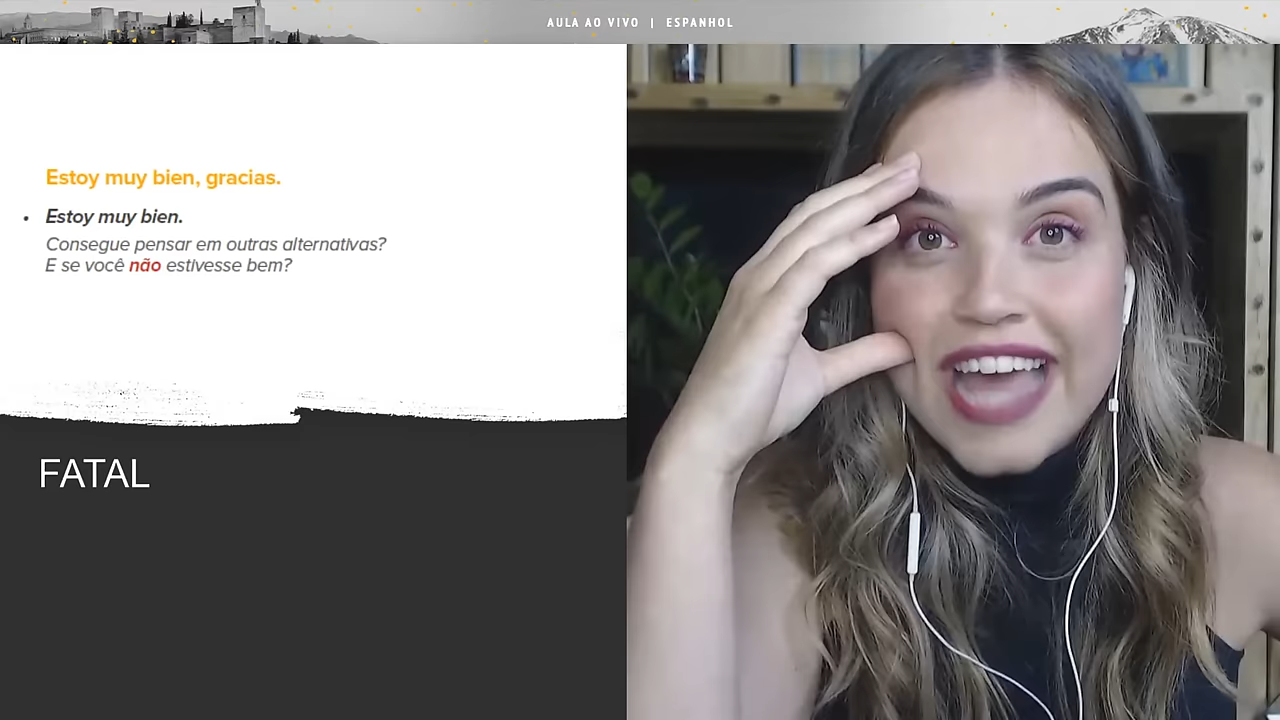 AULA AO VIVO | ESPANHOL
Estoy muy bien, gracias.
• Estoy muy bien.
Consegue pensar em outras alternativas?
E se você não estivesse bem?
FATAL